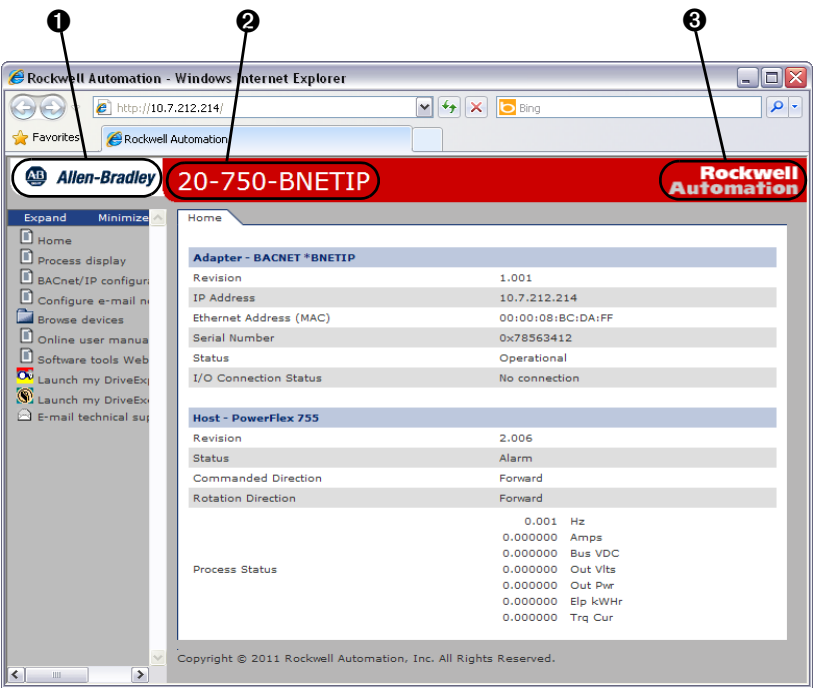 ❶ ❷ ❸
Rockwell Automation - Windows Internet Explorer
http://10.7.212.214/
Bing
Favorites
Rockwell Automation
AB Allen-Bradley
20-750-BNETIP
Rockwell
Automation
Expand Minimize
Home
Process display
BACnet/IP configura
Configure e-mail n
Browse devices
Online user manua
Software tools Web
Launch my DriveExp
Launch my DriveExe
E-mail technical sup
Home
Adapter - BACNET *BNETIP
Revision 1.001
IP Address 10.7.212.214
Ethernet Address (MAC) 00:00:08:BC:DA:FF
Serial Number 0x78563412
Status Operational
I/O Connection Status No connection
Host - PowerFlex 755
Revision 2.006
Status Alarm
Commanded Direction Forward
Rotation Direction Forward
Process Status
0.001 Hz
0.000000 Amps
0.000000 Bus VDC
0.000000 Out Vlts
0.000000 Out Pwr
0.000000 Elp kWHr
0.000000 Trq Cur
Copyright © 2011 Rockwell Automation, Inc. All Rights Reserved.